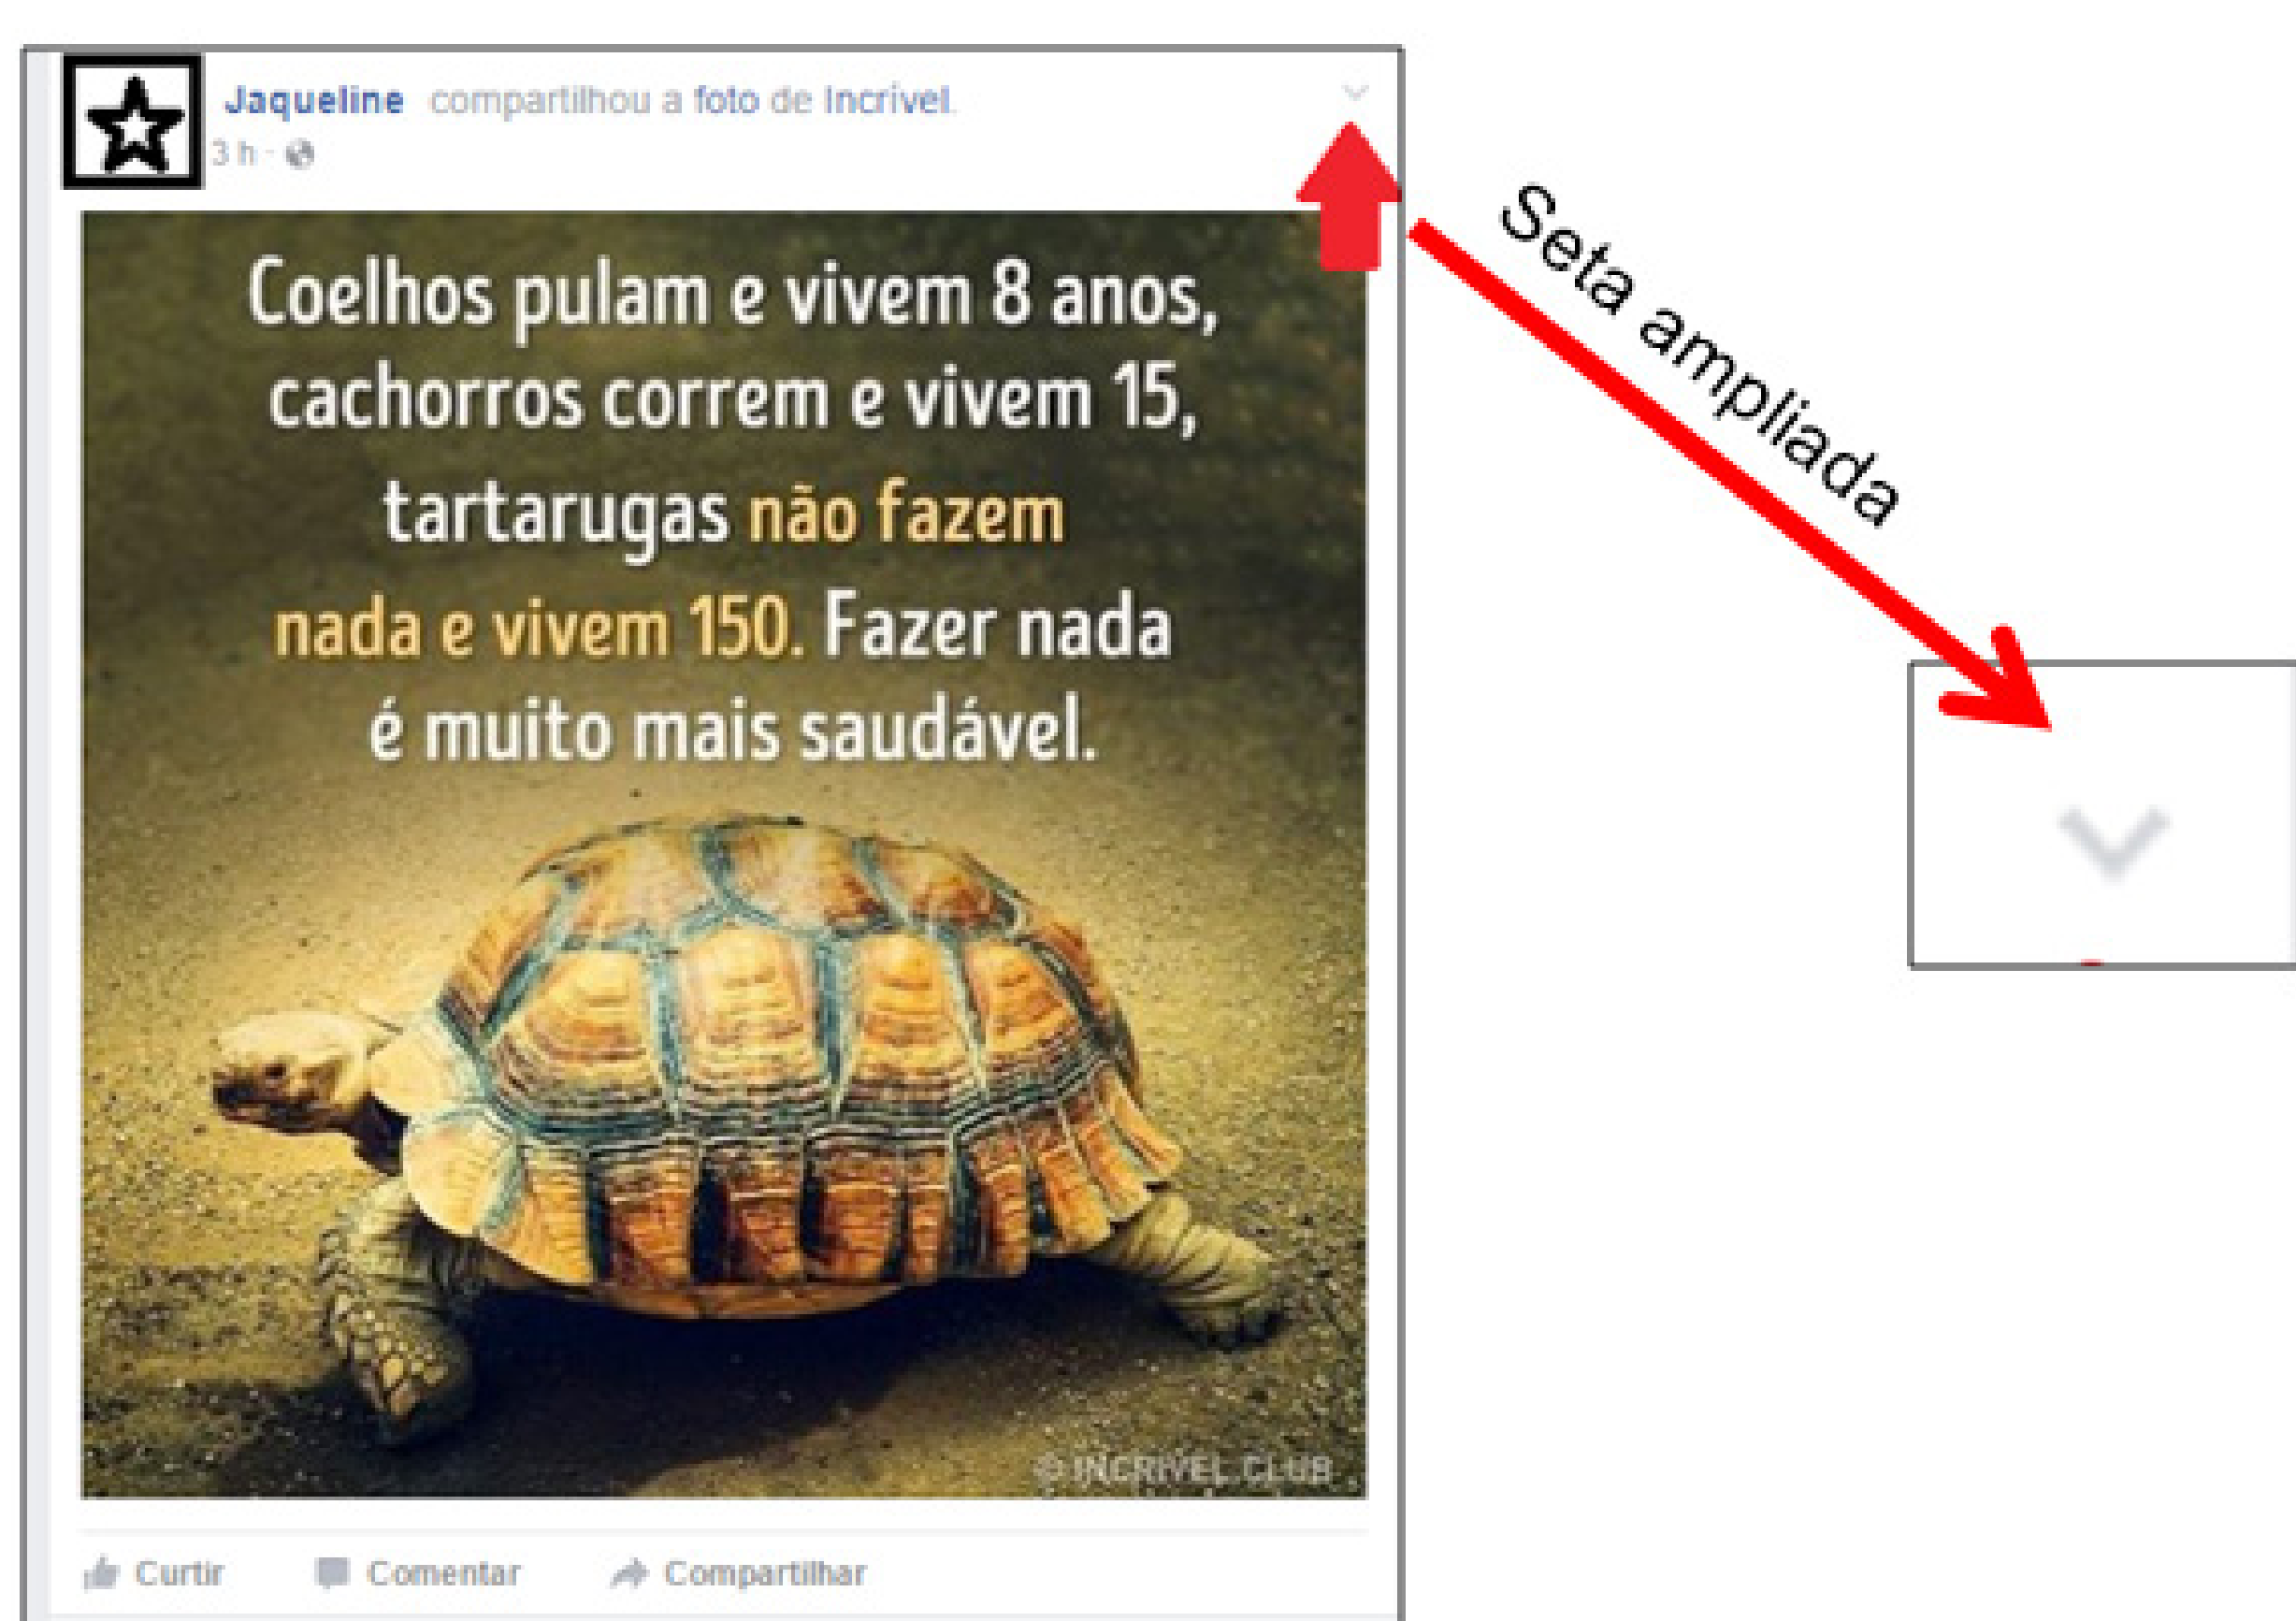 Jaqueline compartilhou a foto de Incrível.
3 h ·
Coelhos pulam e vivem 8 anos,
cachorros correm e vivem 15,
tartarugas não fazem
nada e vivem 150. Fazer nada
é muito mais saudável.
© INCRIVEL.CLUB
Curtir Comentar Compartilhar
Seta ampliada